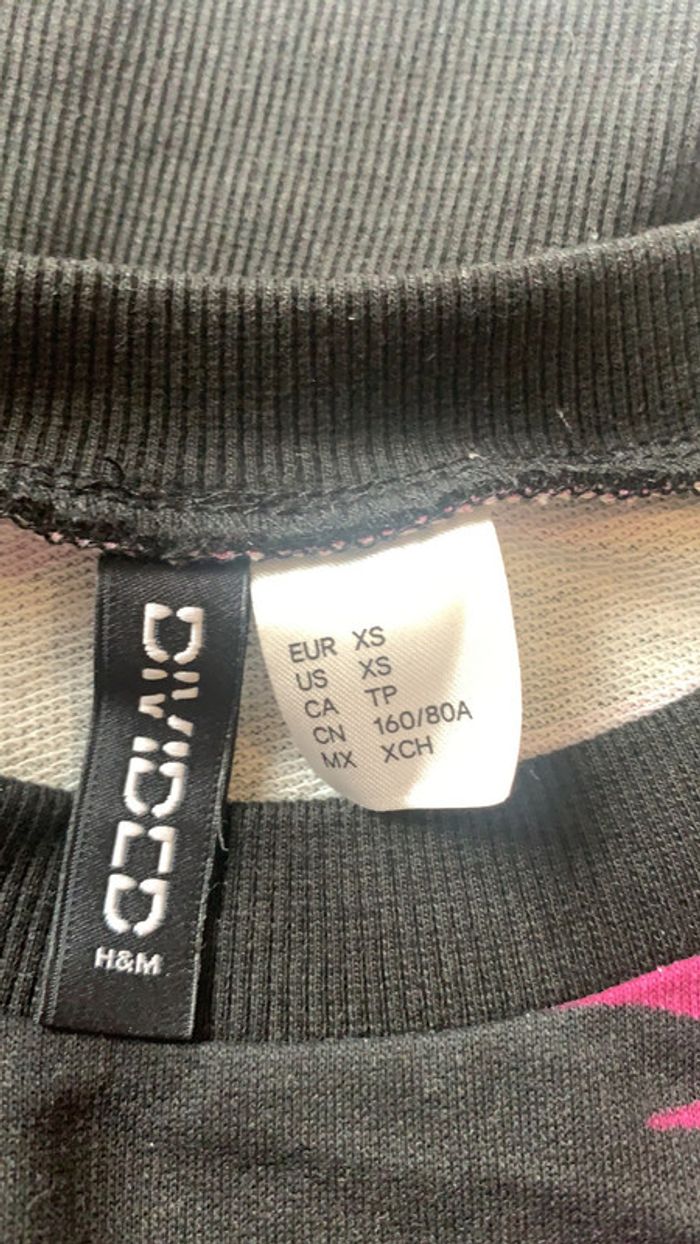 DIVIDED
H&M
EUR XS
US XS
CA TP
CN 160/80A
MX XCH